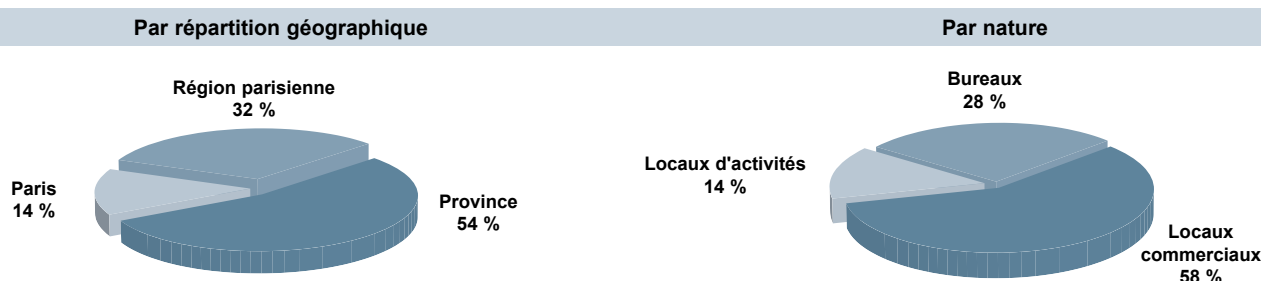 Par répartition géographique
Région parisienne
32 %
Paris
14 %
Province
54 %
Par nature
Bureaux
28 %
Locaux d'activités
14 %
Locaux
commerciaux
58 %